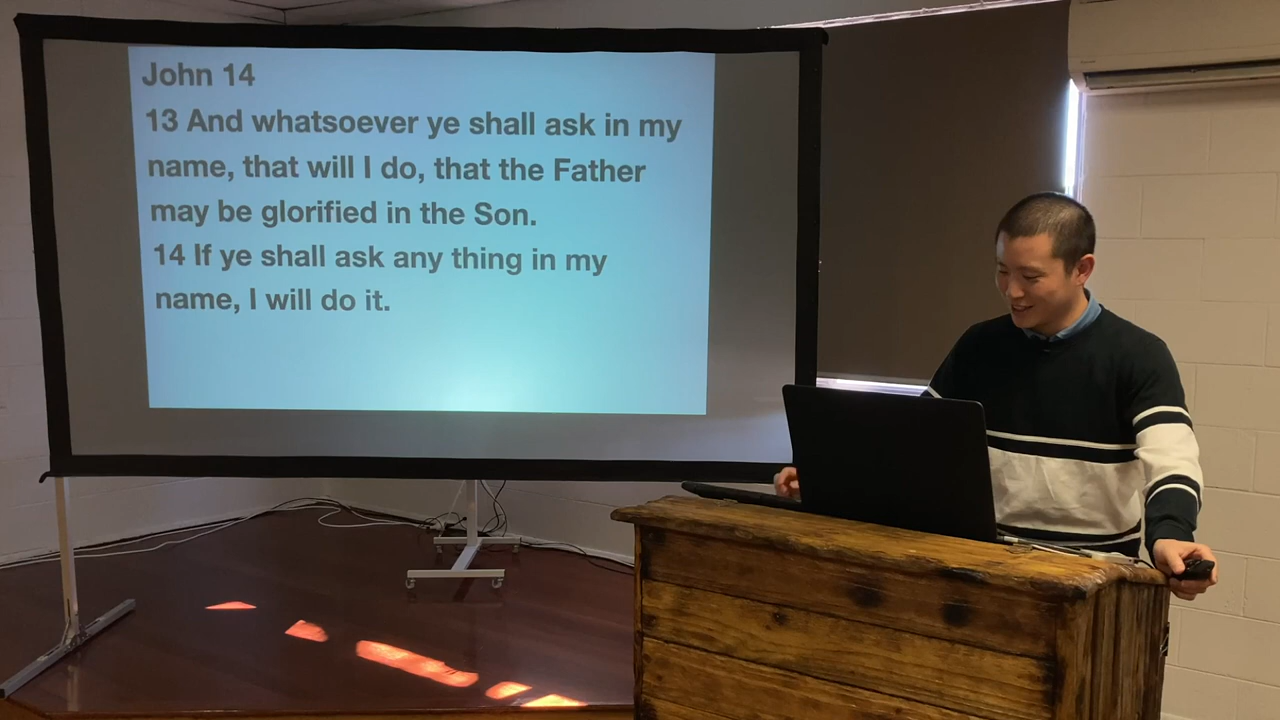 John 14
13 And whatsoever ye shall ask in my
name, that will I do, that the Father
may be glorified in the Son.
14 If ye shall ask any thing in my
name, I will do it.